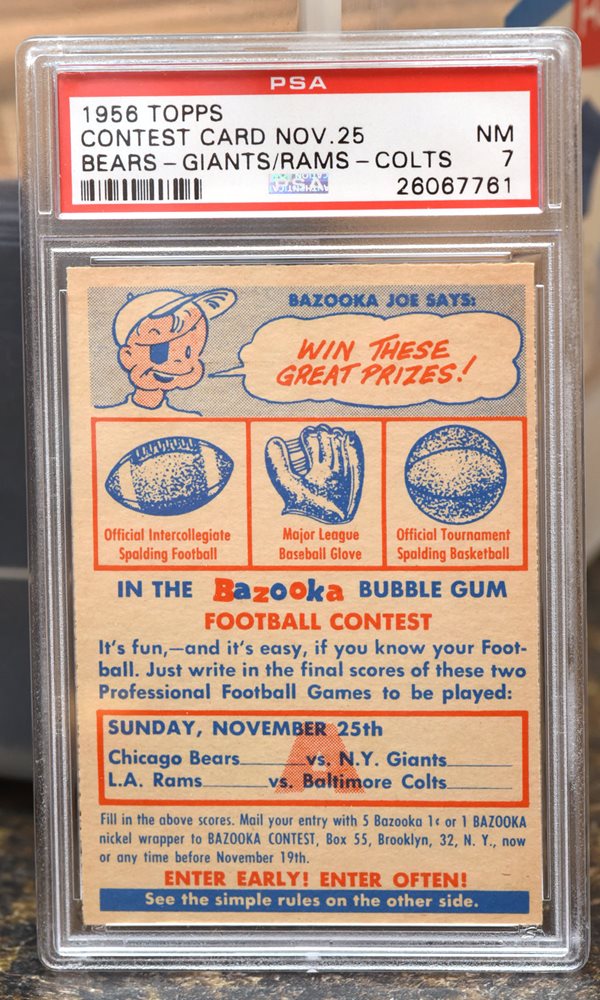 PSA
1956 TOPPS
CONTEST CARD NOV.25 NM
BEARS – GIANTS/RAMS – COLTS 7
26067761
BAZOOKA JOE SAYS:
WIN THESE
GREAT PRIZES!
Official Intercollegiate
Spalding Football
Major League
Baseball Glove
Official Tournament
Spalding Basketball
IN THE Bazooka BUBBLE GUM
FOOTBALL CONTEST
It's fun,—and it's easy, if you know your Foot-
ball. Just write in the final scores of these two
Professional Football Games to be played:
A
SUNDAY, NOVEMBER 25th
Chicago Bears______vs. N.Y. Giants______
L.A. Rams______vs. Baltimore Colts______
Fill in the above scores. Mail your entry with 5 Bazooka 1¢ or 1 BAZOOKA
nickel wrapper to BAZOOKA CONTEST, Box 55, Brooklyn, 32, N. Y., now
or any time before November 19th.
ENTER EARLY! ENTER OFTEN!
See the simple rules on the other side.